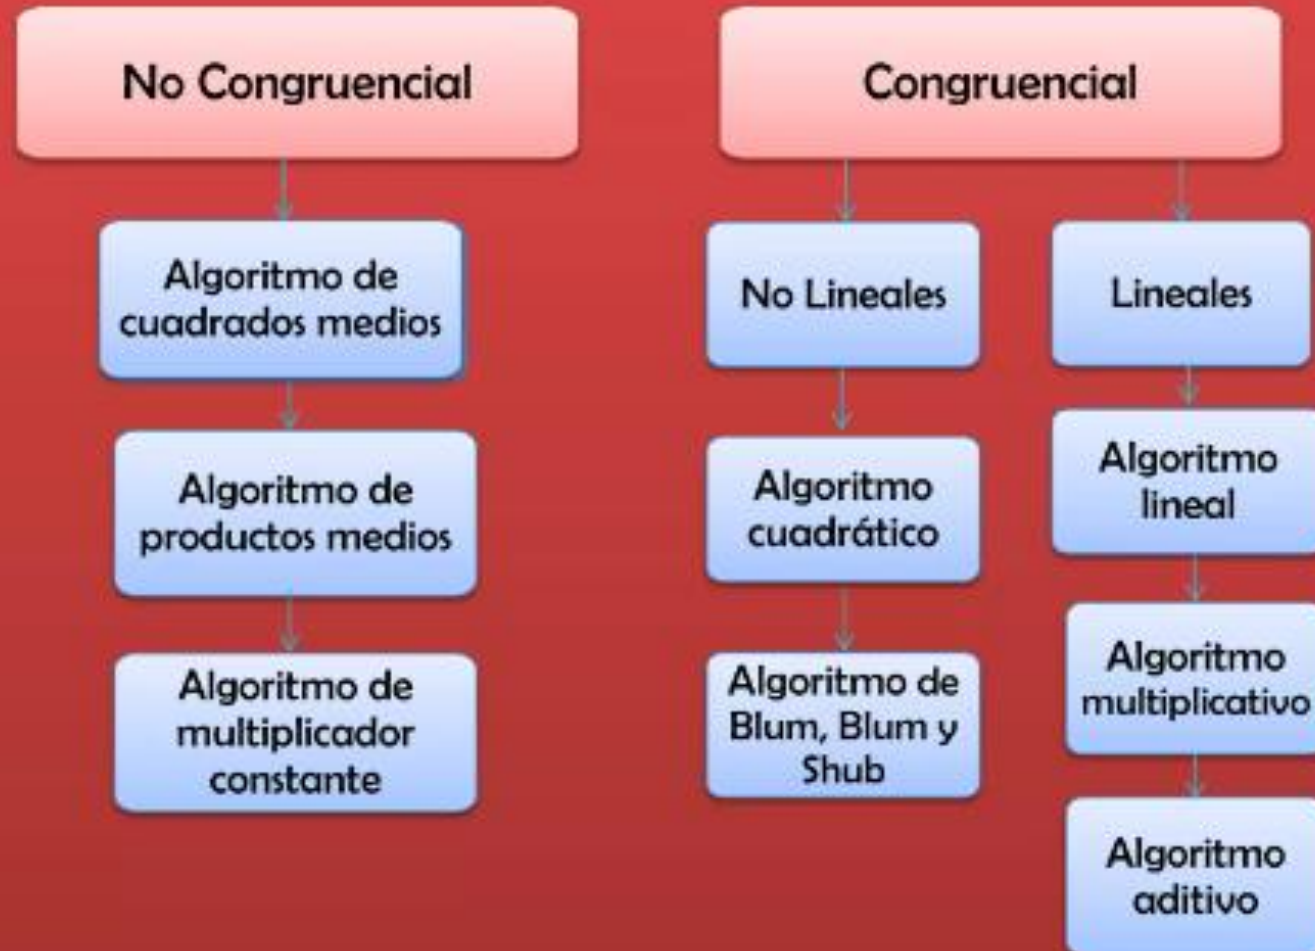 No Congruencial
Algoritmo de
cuadrados medios
Algoritmo de
productos medios
Algoritmo de
multiplicador
constante
Congruencial
No Lineales
Algoritmo
cuadrático
Algoritmo de
Blum, Blum y
Shub
Lineales
Algoritmo
lineal
Algoritmo
multiplicativo
Algoritmo
aditivo